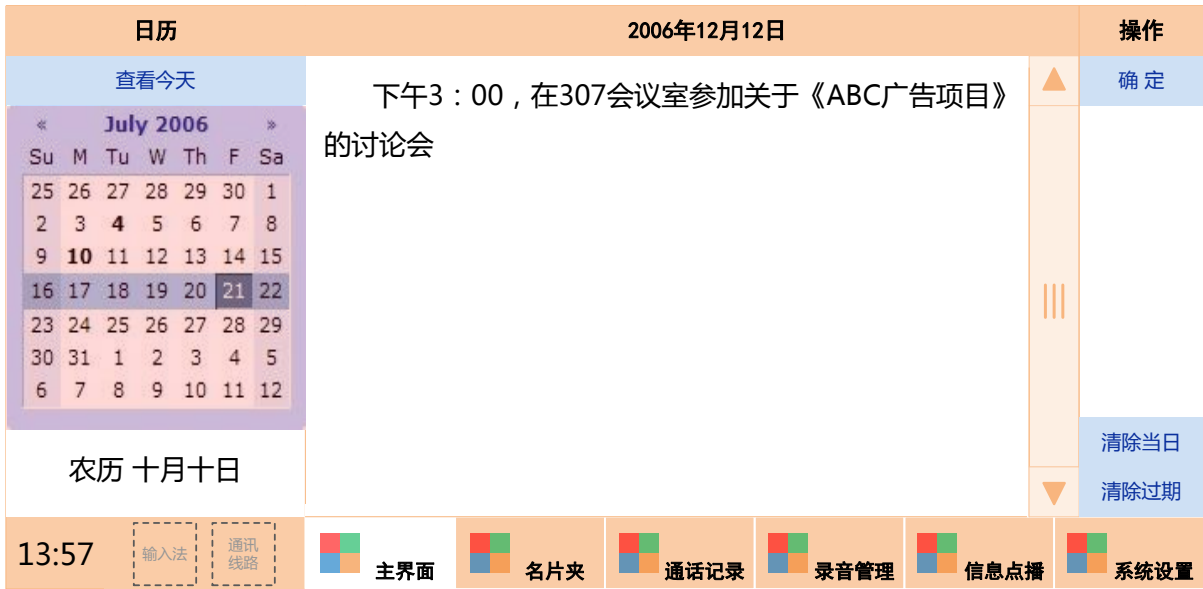 日历
2006年12月12日
操作
查看今天
« July 2006 »
Su M Tu W Th F Sa
25 26 27 28 29 30 1
2 3 4 5 6 7 8
9 10 11 12 13 14 15
16 17 18 19 20 21 22
23 24 25 26 27 28 29
30 31 1 2 3 4 5
6 7 8 9 10 11 12
农历 十月十日
下午3：00，在307会议室参加关于《ABC广告项目》
的讨论会
确 定
清除当日
清除过期
13:57
输入法
通讯
线路
主界面
名片夹
通话记录
录音管理
信息点播
系统设置